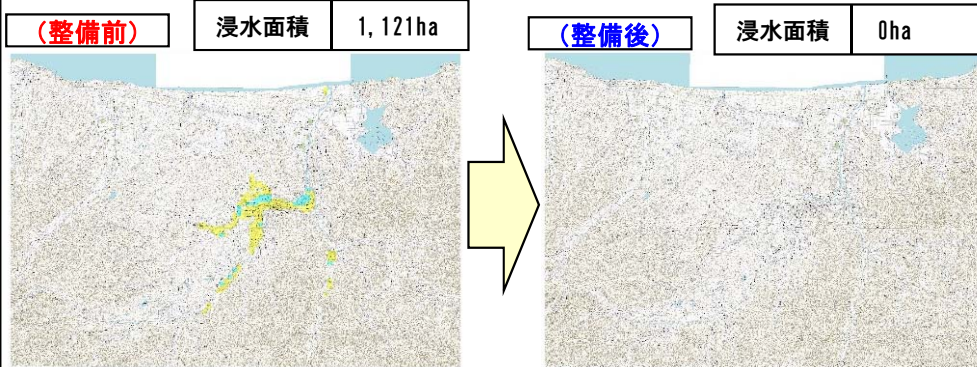 （整備前）
浸水面積
1,121ha
（整備後）
浸水面積
0ha